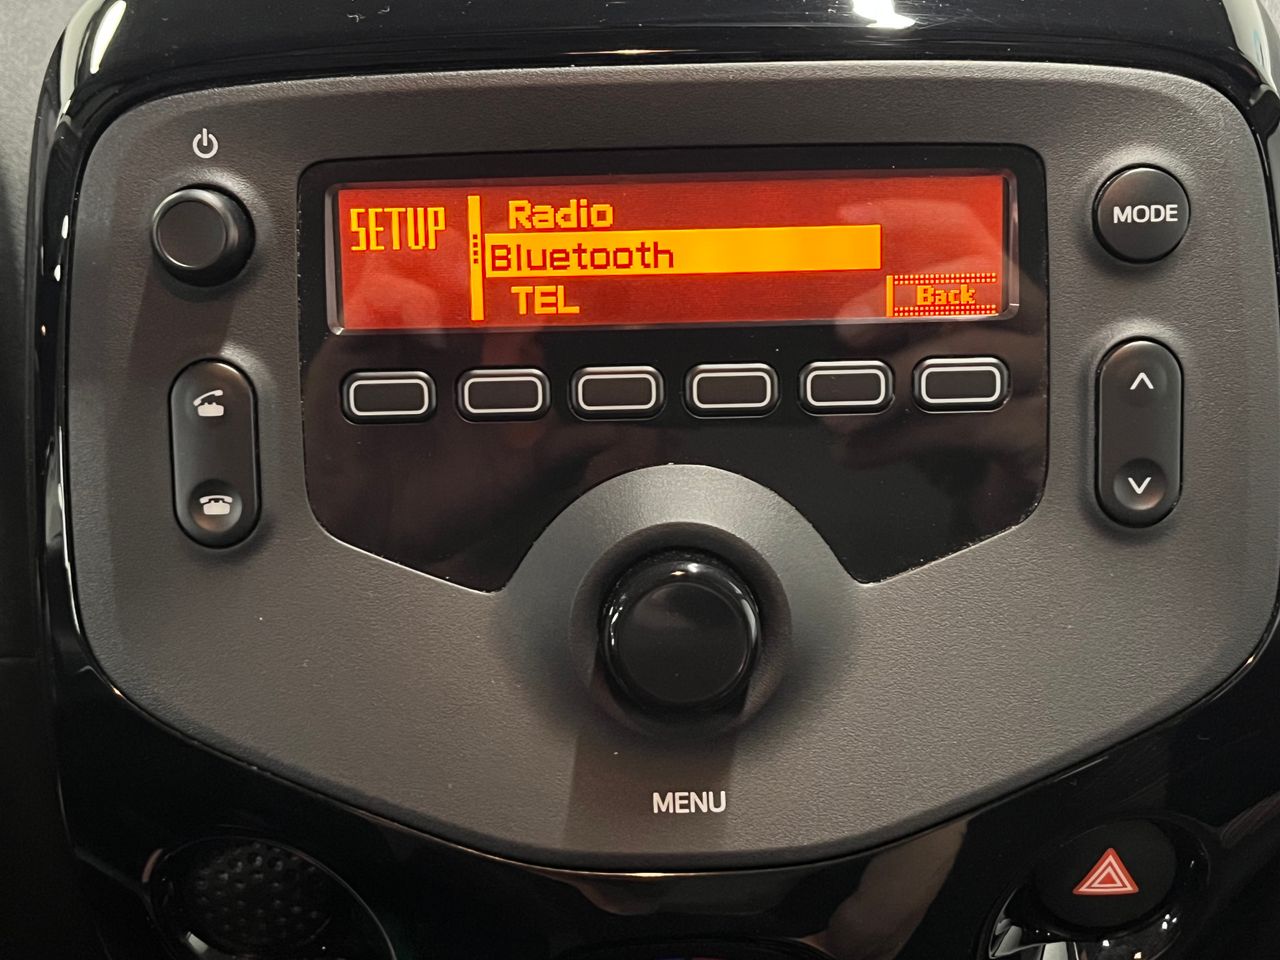 SETUP
Radio
Bluetooth
TEL
Back
MODE
MENU